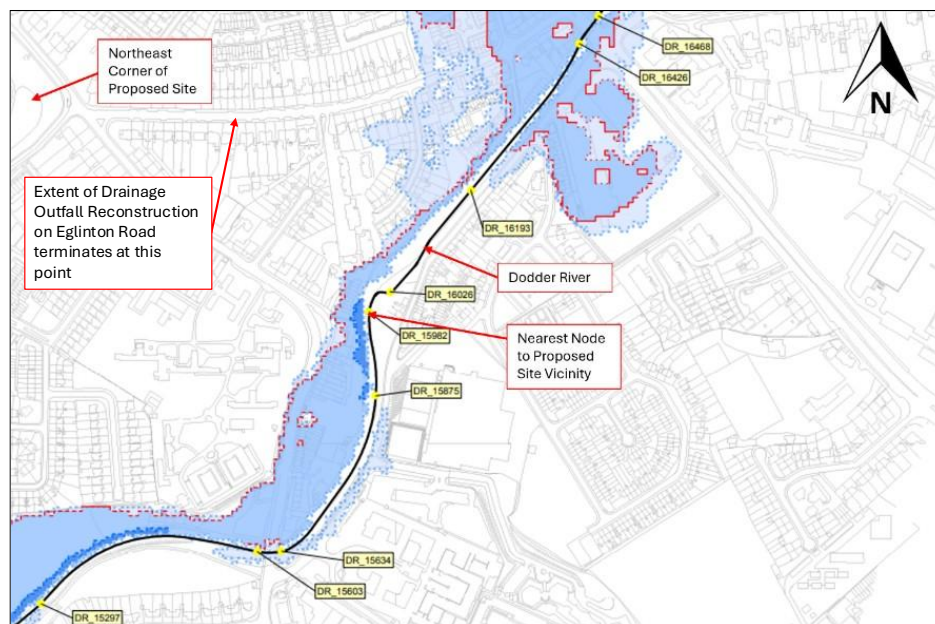 Northeast
Corner of
Proposed Site
DR_16468
DR_16426
N
Extent of Drainage
Outfall Reconstruction
on Eglinton Road
terminates at this
point
DR_16193
Dodder River
DR_16026
DR_15982
Nearest Node
to Proposed
Site Vicinity
DR_15875
DR_15634
DR_15603
DR_15297